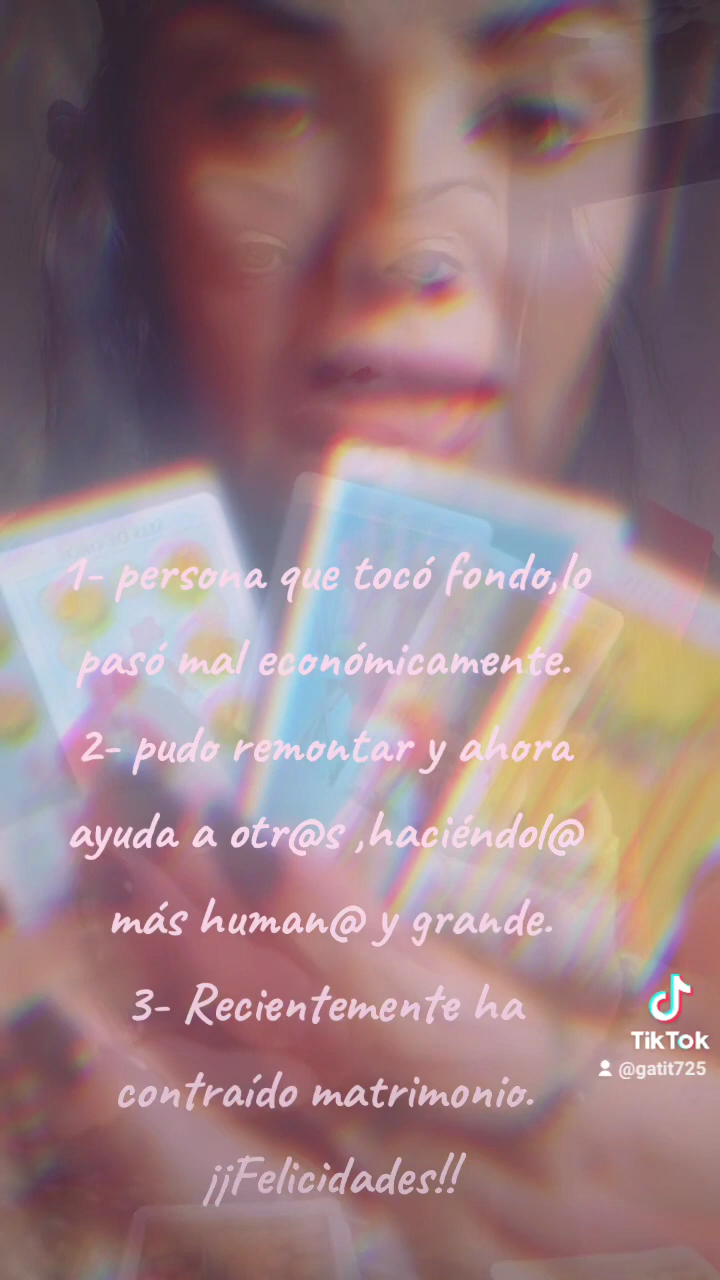 1- persona que tocó fondo,lo
pasó mal económicamente.
2- pudo remontar y ahora
ayuda a otr@s ,haciéndol@
más human@ y grande.
3- Recientemente ha
contraído matrimonio.
¡¡Felicidades!!
TikTok
@gatit725